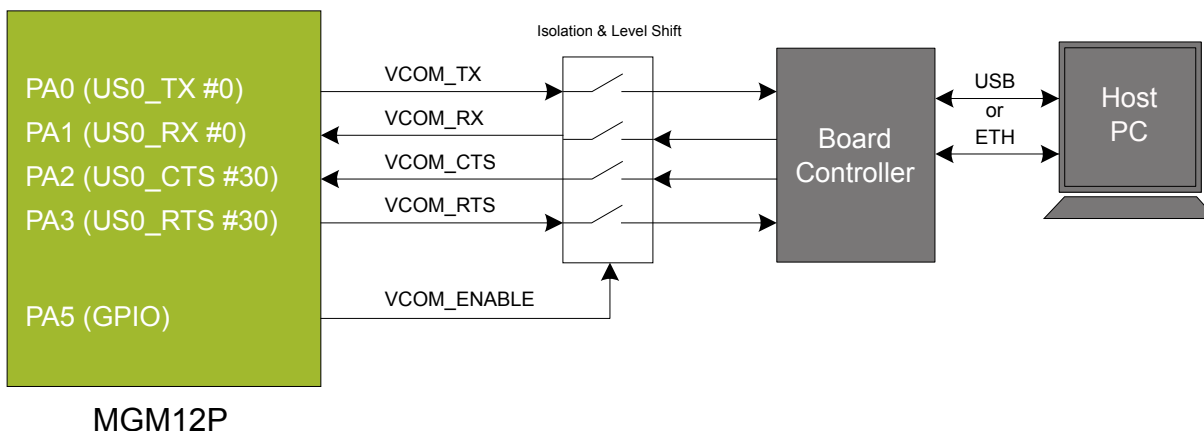 Isolation & Level Shift
PA0 (US0_TX #0)
PA1 (US0_RX #0)
PA2 (US0_CTS #30)
PA3 (US0_RTS #30)
PA5 (GPIO)
VCOM_TX
VCOM_RX
VCOM_CTS
VCOM_RTS
VCOM_ENABLE
Board
Controller
USB
or
ETH
Host
PC
MGM12P